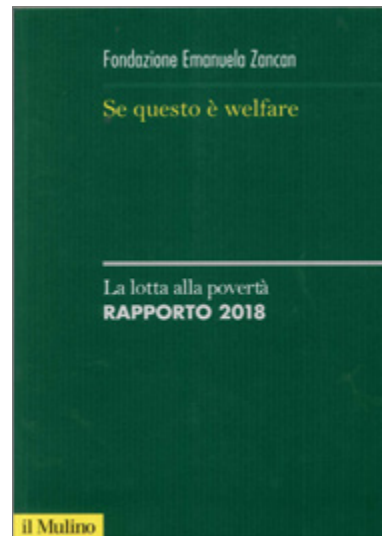 Fondazione Emanuela Zancan
Se questo è welfare
La lotta alla povertà
RAPPORTO 2018
il Mulino